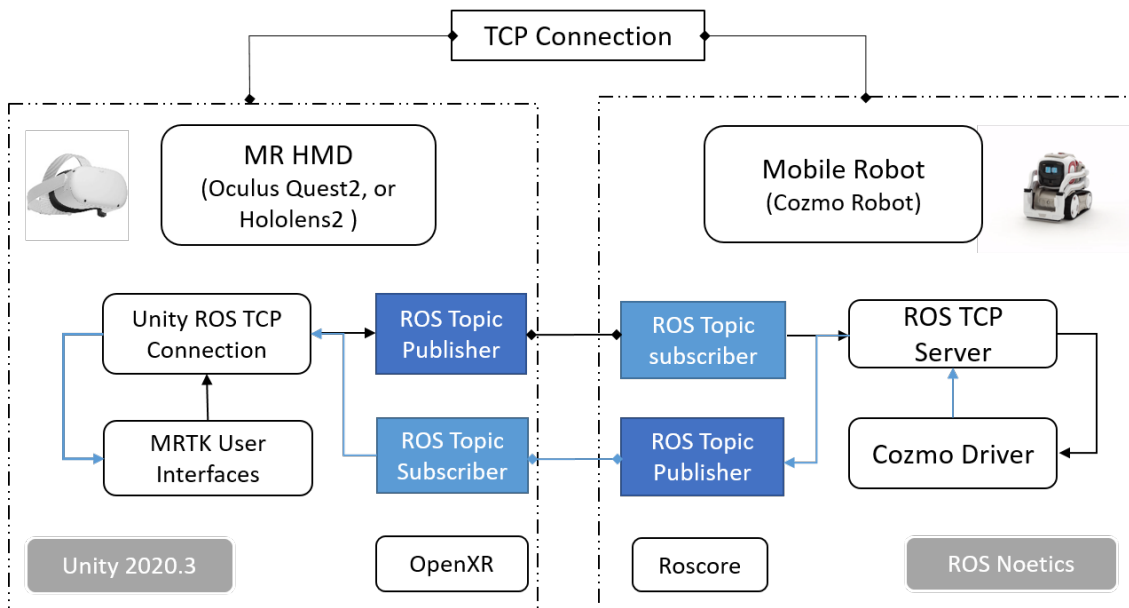 TCP Connection
MR HMD
(Oculus Quest2, or
Hololens2 )
Mobile Robot
(Cozmo Robot)
Unity ROS TCP
Connection
ROS Topic
Publisher
ROS Topic
subscriber
ROS TCP
Server
MRTK User
Interfaces
ROS Topic
Subscriber
ROS Topic
Publisher
Cozmo Driver
Unity 2020.3
OpenXR
Roscore
ROS Noetics